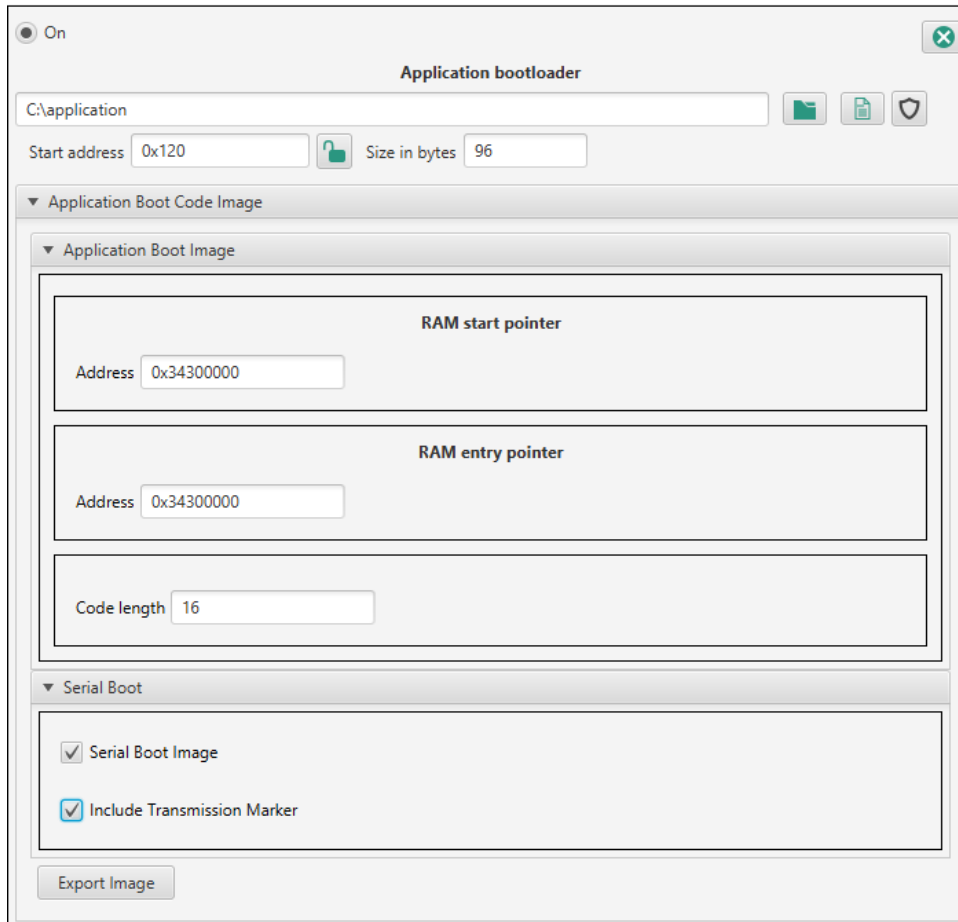 On
Application bootloader
C:\application
Start address 0x120 Size in bytes 96
Application Boot Code Image
Application Boot Image
RAM start pointer
Address 0x34300000
RAM entry pointer
Address 0x34300000
Code length 16
Serial Boot
Serial Boot Image
Include Transmission Marker
Export Image